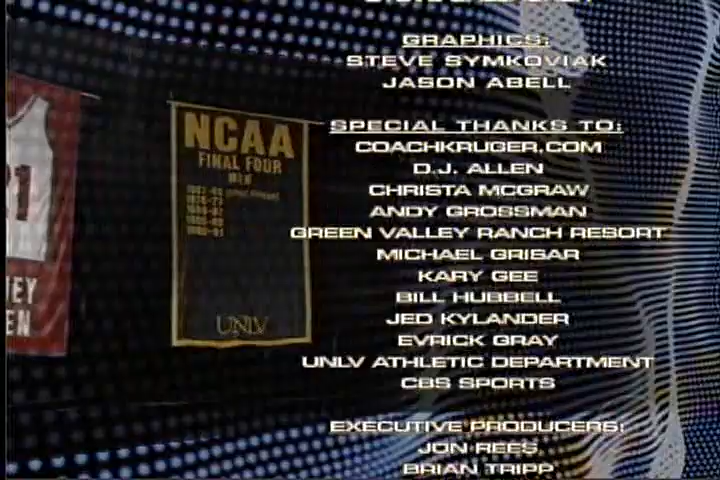 GRAPHICS:
STEVE SYMKOVIAK
JASON ABELL
SPECIAL THANKS TO:
COACHKRUGER.COM
D.J. ALLEN
CHRISTA MCGRAW
ANDY GROSSMAN
GREEN VALLEY RANCH RESORT
MICHAEL GRISAR
KARY GEE
BILL HUBBELL
JED KYLANDER
EVRICK GRAY
UNLV ATHLETIC DEPARTMENT
CBS SPORTS
EXECUTIVE PRODUCERS:
JON REES
BRIAN TRIPP
NCAA
FINAL FOUR
MEN
UNLV